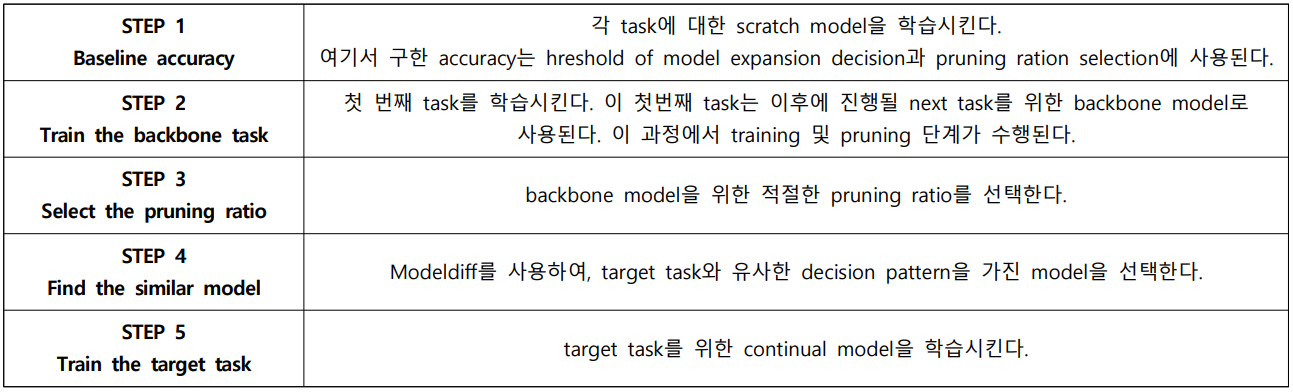 STEP 1
Baseline accuracy
각 task에 대한 scratch model을 학습시킨다.
여기서 구한 accuracy는 hreshold of model expansion decision과 pruning ration selection에 사용된다.
STEP 2
Train the backbone task
첫 번째 task를 학습시킨다. 이 첫번째 task는 이후에 진행될 next task를 위한 backbone model로
사용된다. 이 과정에서 training 및 pruning 단계가 수행된다.
STEP 3
Select the pruning ratio
backbone model을 위한 적절한 pruning ratio를 선택한다.
STEP 4
Find the similar model
Modeldiff를 사용하여, target task와 유사한 decision pattern을 가진 model을 선택한다.
STEP 5
Train the target task
target task를 위한 continual model을 학습시킨다.